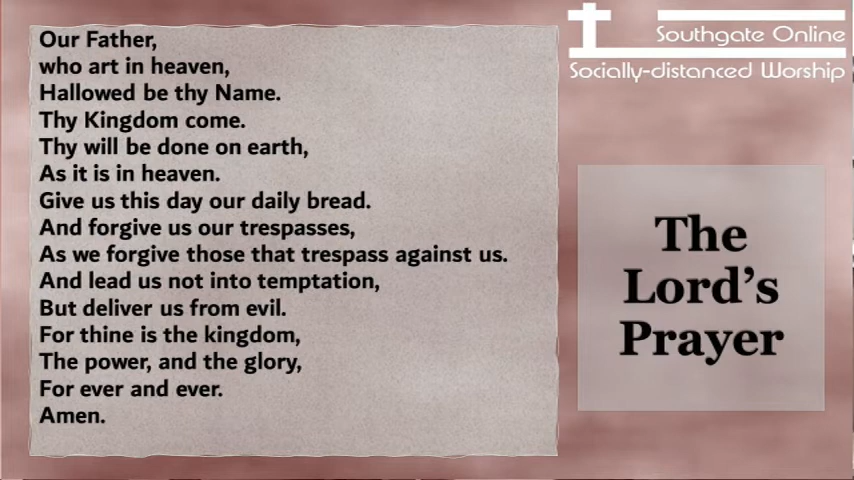 Our Father,
who art in heaven,
Hallowed be thy Name.
Thy Kingdom come.
Thy will be done on earth,
As it is in heaven.
Give us this day our daily bread.
And forgive us our trespasses,
As we forgive those that trespass against us.
And lead us not into temptation,
But deliver us from evil.
For thine is the kingdom,
The power, and the glory,
For ever and ever.
Amen.
Southgate Online
Socially-distanced Worship
The
Lord’s
Prayer